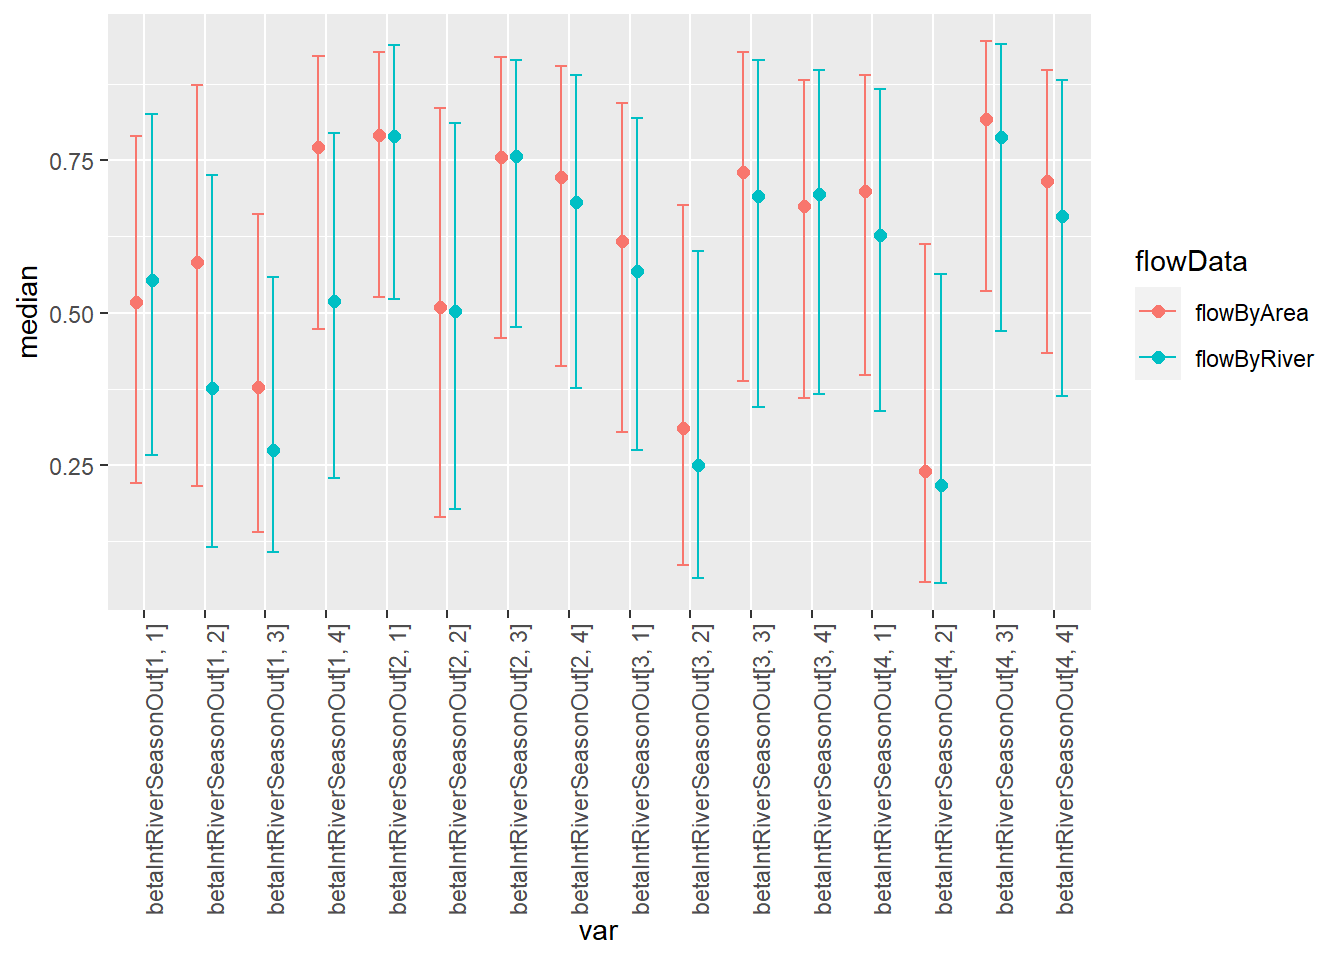 median
0.75
0.50
0.25
betaIntRiverSeasonOut[1, 1]
betaIntRiverSeasonOut[1, 2]
betaIntRiverSeasonOut[1, 3]
betaIntRiverSeasonOut[1, 4]
betaIntRiverSeasonOut[2, 1]
betaIntRiverSeasonOut[2, 2]
betaIntRiverSeasonOut[2, 3]
betaIntRiverSeasonOut[2, 4]
betaIntRiverSeasonOut[3, 1]
betaIntRiverSeasonOut[3, 2]
betaIntRiverSeasonOut[3, 3]
betaIntRiverSeasonOut[3, 4]
betaIntRiverSeasonOut[4, 1]
betaIntRiverSeasonOut[4, 2]
betaIntRiverSeasonOut[4, 3]
betaIntRiverSeasonOut[4, 4]
var
flowData
flowByArea
flowByRiver